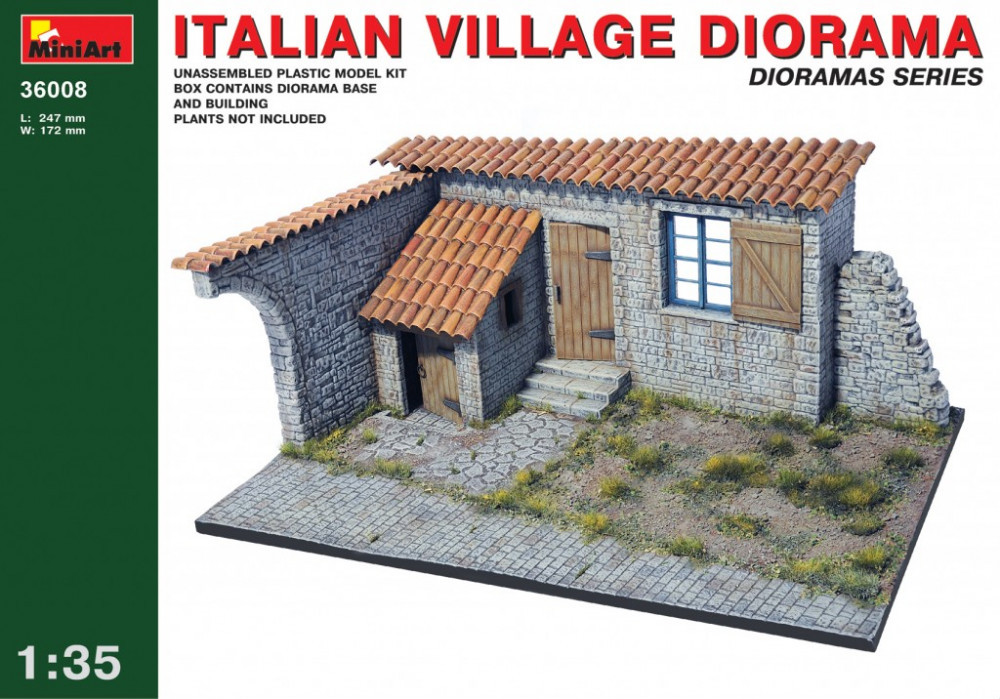 MiniArt
36008
L: 247 mm
W: 172 mm
ITALIAN VILLAGE DIORAMA
DIORAMAS SERIES
UNASSEMBLED PLASTIC MODEL KIT
BOX CONTAINS DIORAMA BASE
AND BUILDING
PLANTS NOT INCLUDED
1:35